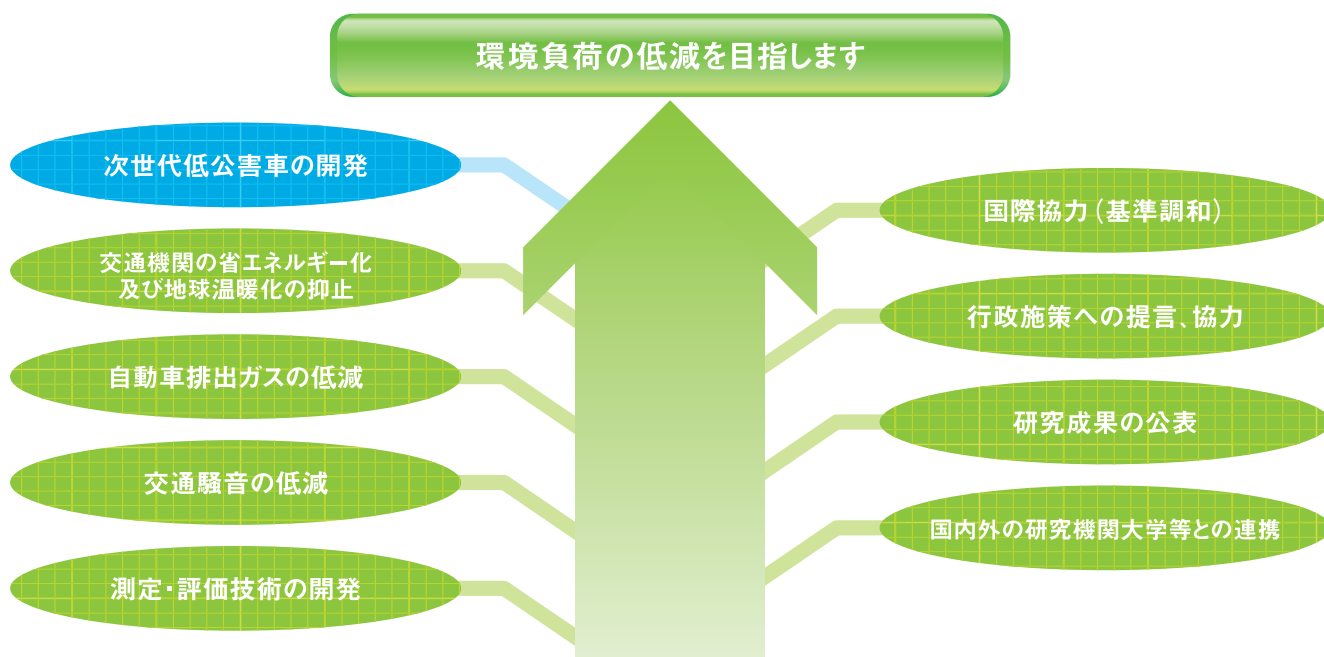 環境負荷の低減を目指します
次世代低公害車の開発
交通機関の省エネルギー化
及び地球温暖化の抑止
自動車排出ガスの低減
交通騒音の低減
測定・評価技術の開発
国際協力（基準調和）
行政施策への提言、協力
研究成果の公表
国内外の研究機関大学等との連携